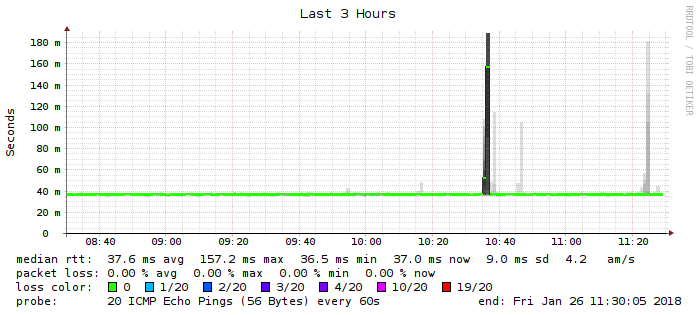 Last 3 Hours
RRDTOOL / TOBI OETIKER
Seconds
180 m
160 m
140 m
120 m
100 m
80 m
60 m
40 m
20 m
0
08:40 09:00 09:20 09:40 10:00 10:20 10:40 11:00 11:20
median rtt: 37.6 ms avg 157.2 ms max 36.5 ms min 37.0 ms now 9.0 ms sd 4.2 am/s
packet loss: 0.00 % avg 0.00 % max 0.00 % min 0.00 % now
loss color: 0 1/20 2/20 3/20 4/20 10/20 19/20
probe: 20 ICMP Echo Pings (56 Bytes) every 60s end: Fri Jan 26 11:30:05 2018